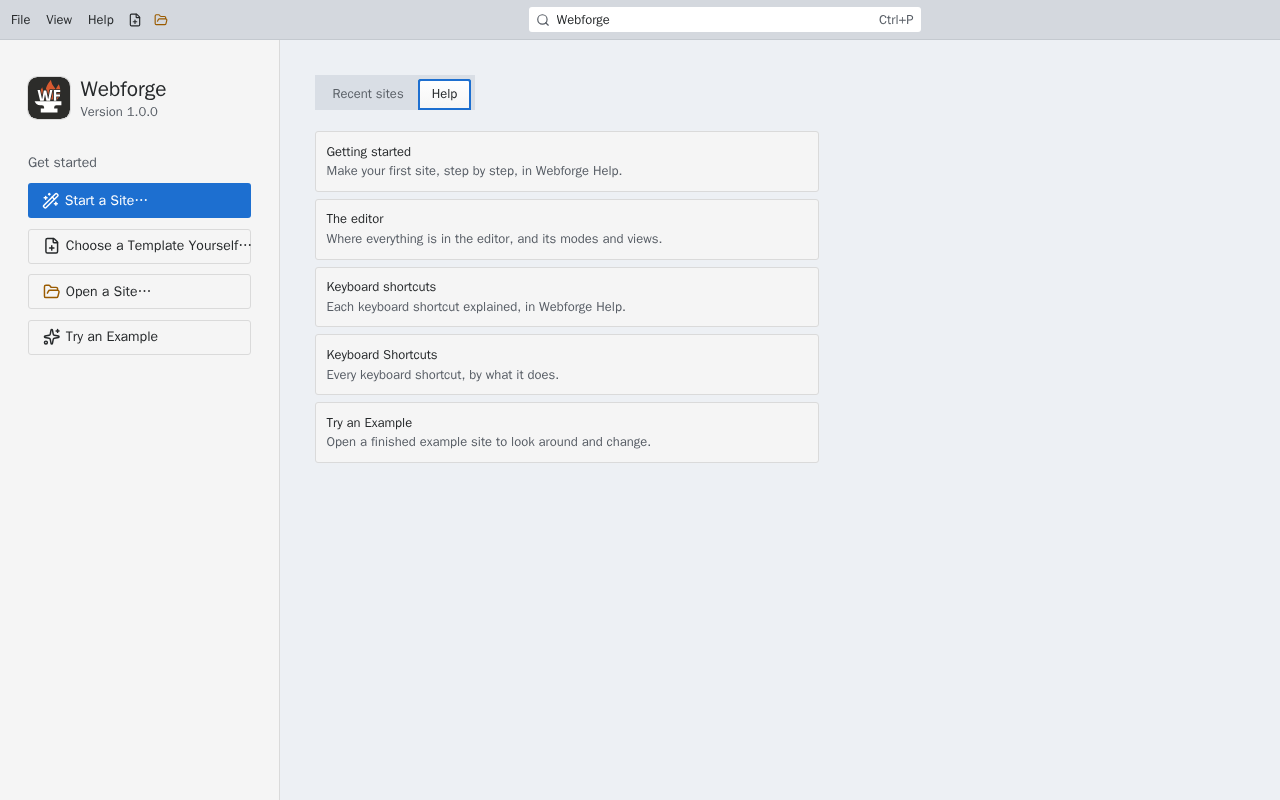 File View Help
Webforge Ctrl+P
WF
Webforge
Version 1.0.0
Get started
Start a Site…
Choose a Template Yourself…
Open a Site…
Try an Example
Recent sites Help
Getting started
Make your first site, step by step, in Webforge Help.
The editor
Where everything is in the editor, and its modes and views.
Keyboard shortcuts
Each keyboard shortcut explained, in Webforge Help.
Keyboard Shortcuts
Every keyboard shortcut, by what it does.
Try an Example
Open a finished example site to look around and change.